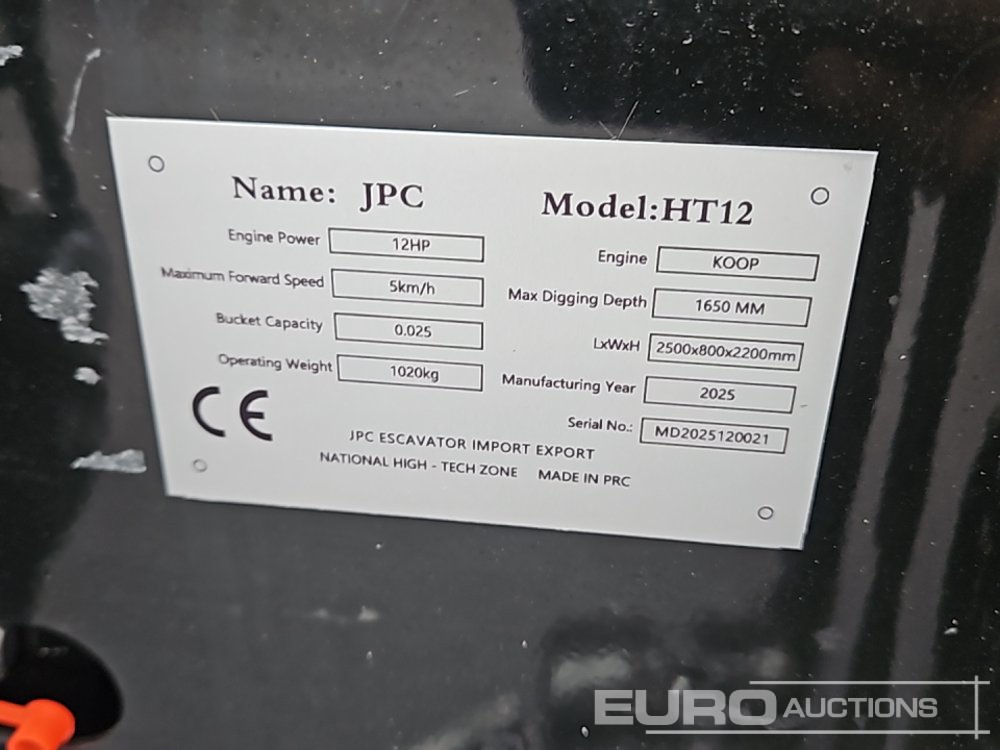 Name: JPC
Engine Power 12HP
Maximum Forward Speed 5km/h
Bucket Capacity 0.025
Operating Weight 1020kg
Model:HT12
Engine KOOP
Max Digging Depth 1650 MM
LxWxH 2500x800x2200mm
Manufacturing Year 2025
Serial No.: MD2025120021
CE
JPC ESCAVATOR IMPORT EXPORT
NATIONAL HIGH - TECH ZONE MADE IN PRC
EURO AUCTIONS